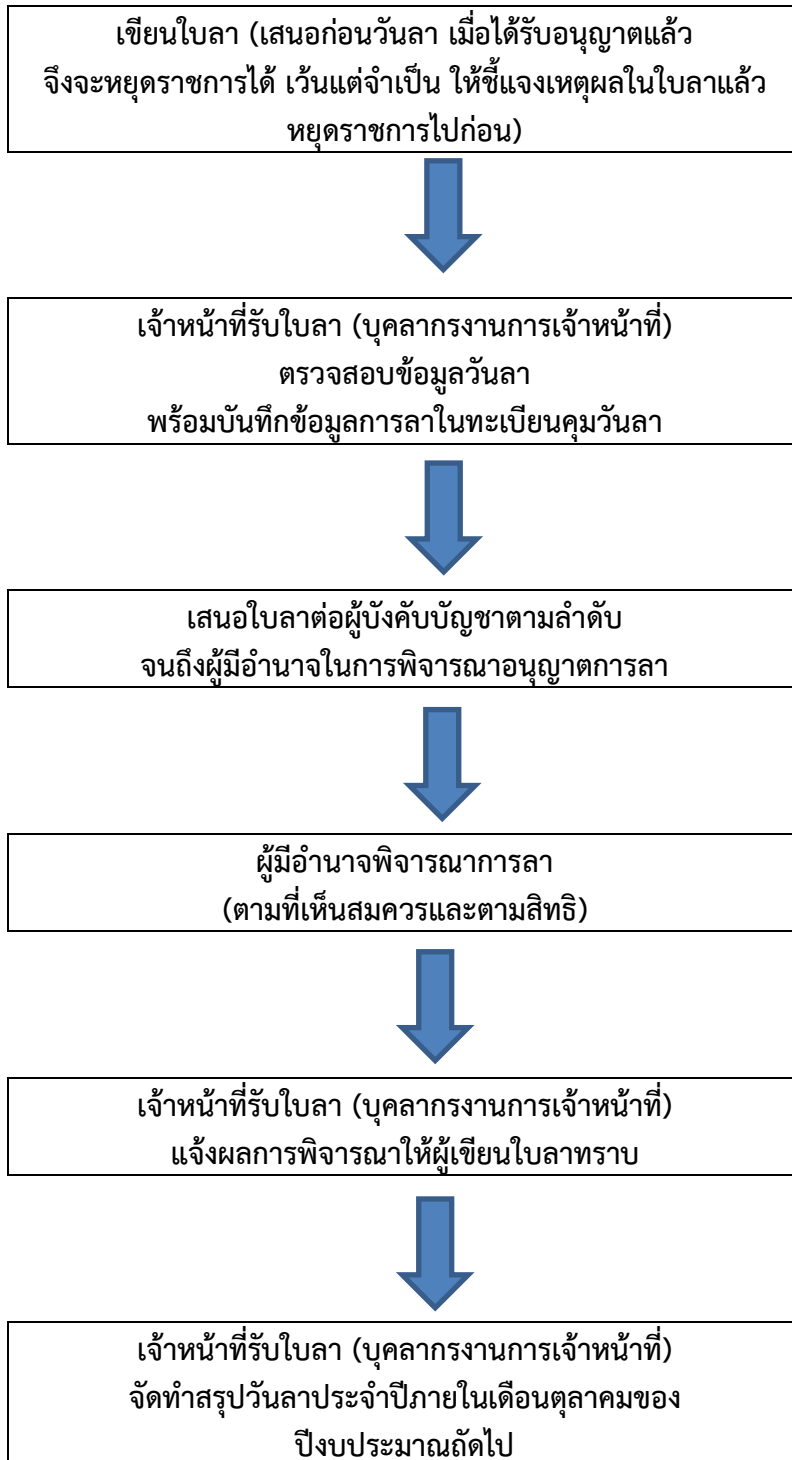 เขียนใบลา (เสนอก่อนวันลา เมื่อได้รับอนุญาตแล้ว
จึงจะหยุดราชการได้ เว้นแต่จำเป็น ให้ชี้แจงเหตุผลในใบลาแล้ว
หยุดราชการไปก่อน)
เจ้าหน้าที่รับใบลา (บุคลากรงานการเจ้าหน้าที่)
ตรวจสอบข้อมูลวันลา
พร้อมบันทึกข้อมูลการลาในทะเบียนคุมวันลา
เสนอใบลาต่อผู้บังคับบัญชาตามลำดับ
จนถึงผู้มีอำนาจในการพิจารณาอนุญาตการลา
ผู้มีอำนาจพิจารณาการลา
(ตามที่เห็นสมควรและตามสิทธิ)
เจ้าหน้าที่รับใบลา (บุคลากรงานการเจ้าหน้าที่)
แจ้งผลการพิจารณาให้ผู้เขียนใบลาทราบ
เจ้าหน้าที่รับใบลา (บุคลากรงานการเจ้าหน้าที่)
จัดทำสรุปวันลาประจำปีภายในเดือนตุลาคมของ
ปีงบประมาณถัดไป